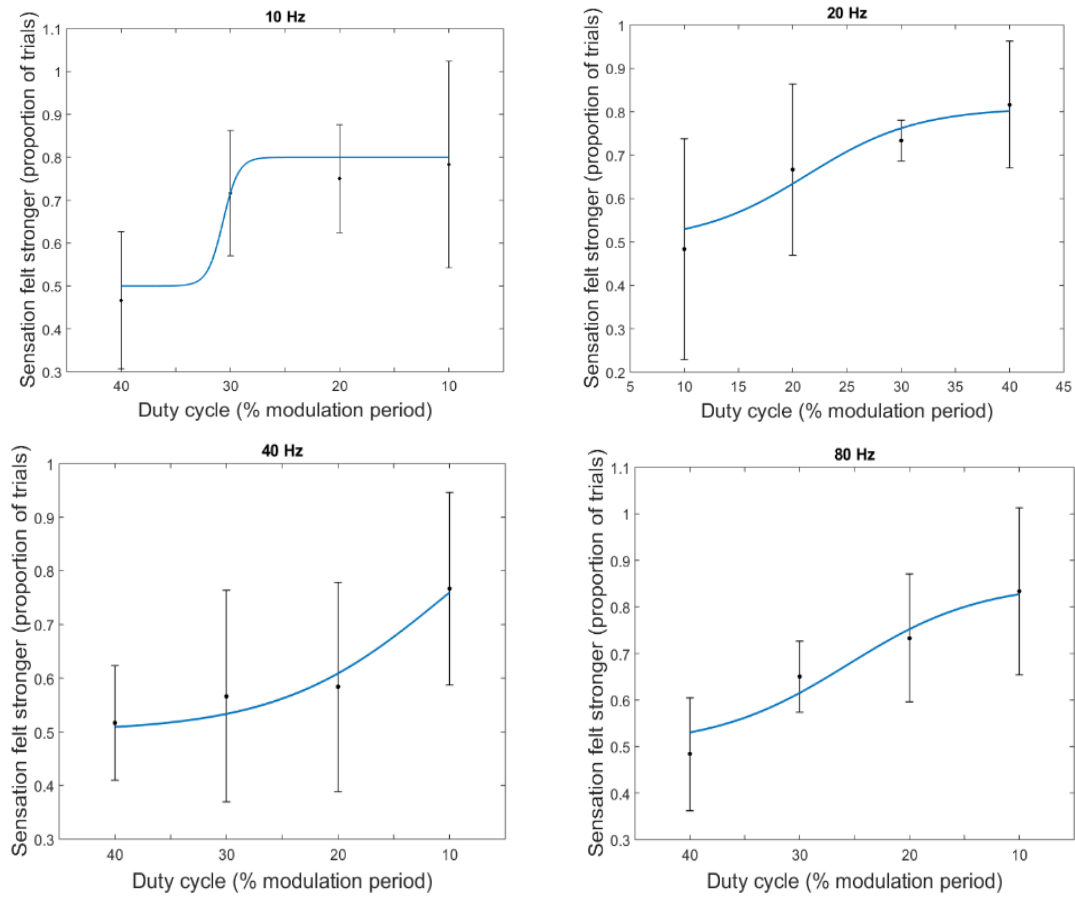 10 Hz
Sensation felt stronger (proportion of trials)
1.1
1
0.9
0.8
0.7
0.6
0.5
0.4
0.3
40 30 20 10
Duty cycle (% modulation period)
20 Hz
Sensation felt stronger (proportion of trials)
1
0.9
0.8
0.7
0.6
0.5
0.4
0.3
0.2
5 10 15 20 25 30 35 40 45
Duty cycle (% modulation period)
40 Hz
Sensation felt stronger (proportion of trials)
1
0.9
0.8
0.7
0.6
0.5
0.4
0.3
40 30 20 10
Duty cycle (% modulation period)
80 Hz
Sensation felt stronger (proportion of trials)
1.1
1
0.9
0.8
0.7
0.6
0.5
0.4
0.3
40 30 20 10
Duty cycle (% modulation period)